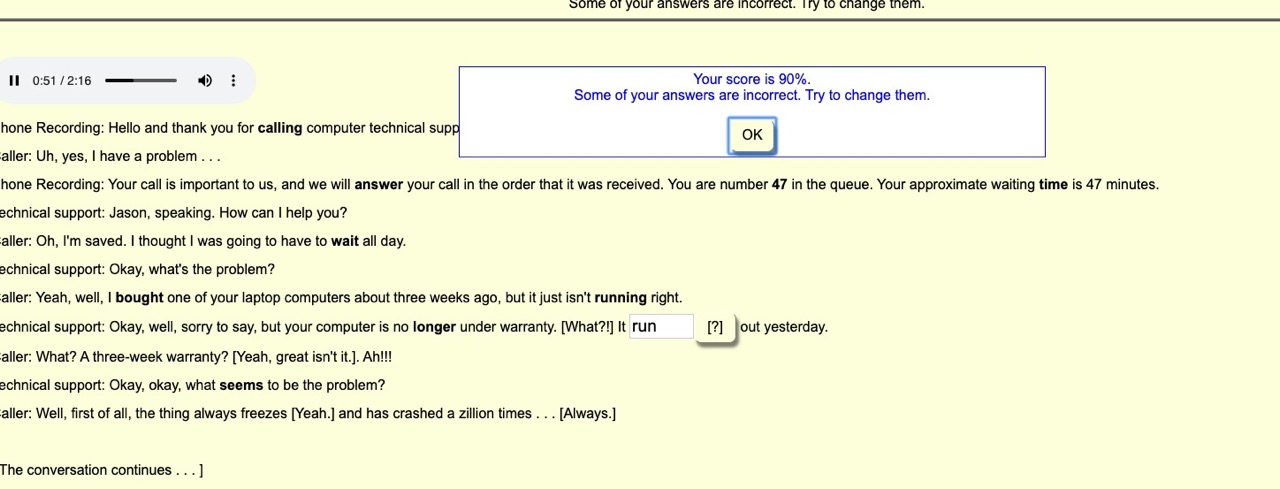 Some of your answers are incorrect. Try to change them.
0:51 / 2:16
Your score is 90%.
Some of your answers are incorrect. Try to change them.
OK
hone Recording: Hello and thank you for calling computer technical supp
aller: Uh, yes, I have a problem . . .
hone Recording: Your call is important to us, and we will answer your call in the order that it was received. You are number 47 in the queue. Your approximate waiting time is 47 minutes.
echnical support: Jason, speaking. How can I help you?
aller: Oh, I'm saved. I thought I was going to have to wait all day.
echnical support: Okay, what's the problem?
aller: Yeah, well, I bought one of your laptop computers about three weeks ago, but it just isn't running right.
echnical support: Okay, well, sorry to say, but your computer is no longer under warranty. [What?!] It run [?] out yesterday.
aller: What? A three-week warranty? [Yeah, great isn't it.]. Ah!!!
echnical support: Okay, okay, what seems to be the problem?
aller: Well, first of all, the thing always freezes [Yeah.] and has crashed a zillion times . . . [Always.]
The conversation continues . . . ]